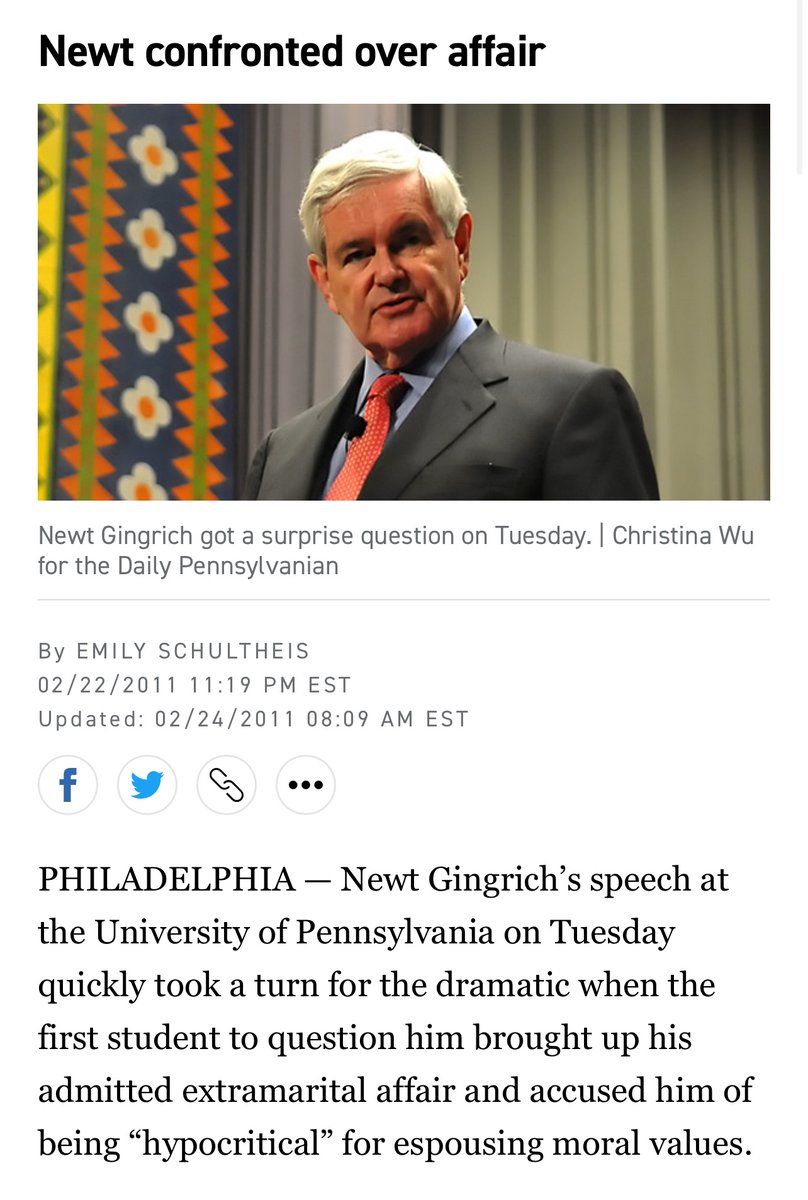 Newt confronted over affair
Newt Gingrich got a surprise question on Tuesday. | Christina Wu
for the Daily Pennsylvanian
By EMILY SCHULTHEIS
02/22/2011 11:19 PM EST
Updated: 02/24/2011 08:09 AM EST
PHILADELPHIA — Newt Gingrich’s speech at
the University of Pennsylvania on Tuesday
quickly took a turn for the dramatic when the
first student to question him brought up his
admitted extramarital affair and accused him of
being “hypocritical” for espousing moral values.